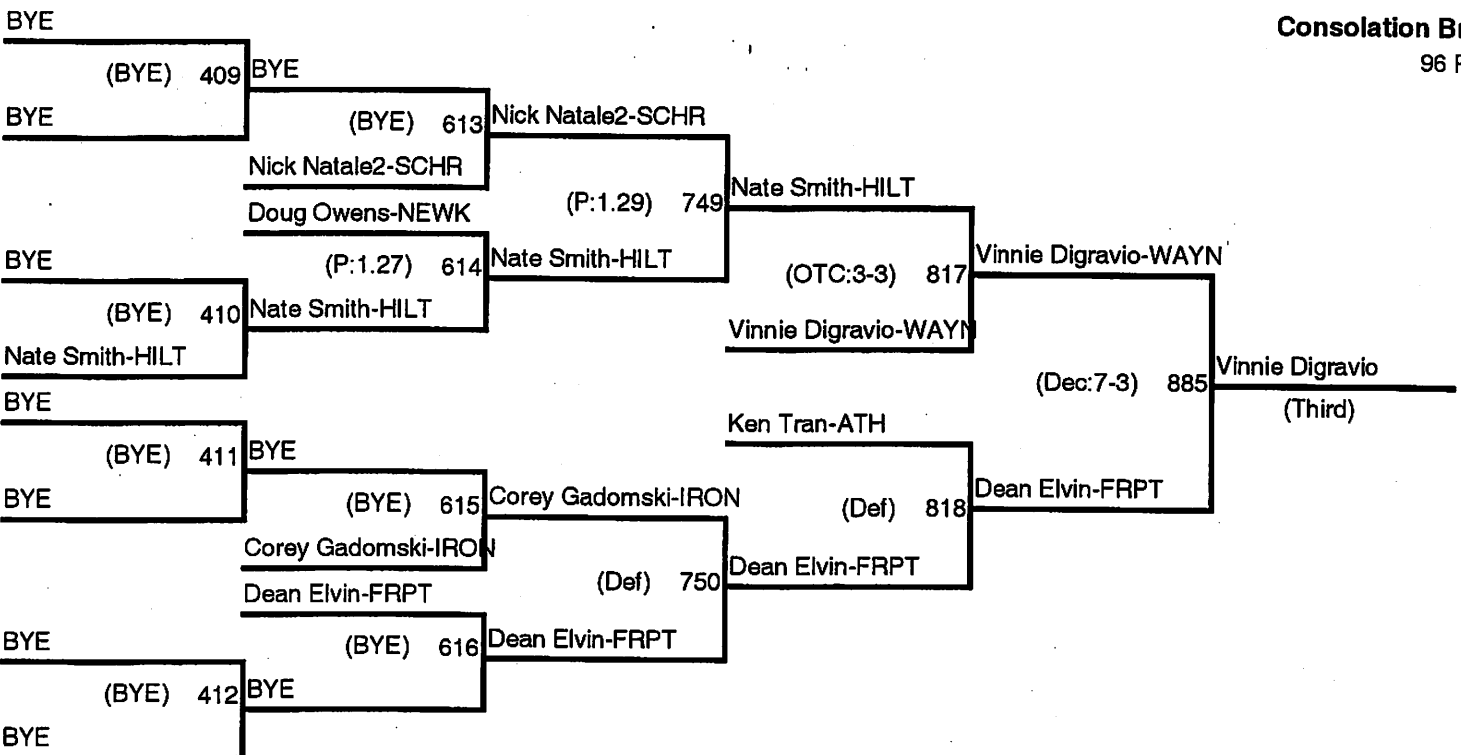 Consolation
96
BYE
(BYE) 409
BYE
BYE
(BYE) 613
Nick Natale2-SCHR
Nick Natale2-SCHR
(P:1.29) 749
Nate Smith-HILT
Doug Owens-NEWK
(P:1.27) 614
Nate Smith-HILT
BYE
(BYE) 410
Nate Smith-HILT
Nate Smith-HILT
(OTC:3-3) 817
Vinnie Digravio-WAYN
Vinnie Digravio-WAYN
(Dec:7-3) 885
Vinnie Digravio
(Third)
BYE
(BYE) 411
BYE
BYE
(BYE) 615
Corey Gadomski-IRON
Corey Gadomski-IRON
Ken Tran-ATH
(Def) 818
Dean Elvin-FRPT
(Def) 750
Dean Elvin-FRPT
Dean Elvin-FRPT
(BYE) 616
Dean Elvin-FRPT
BYE
(BYE) 412
BYE
BYE